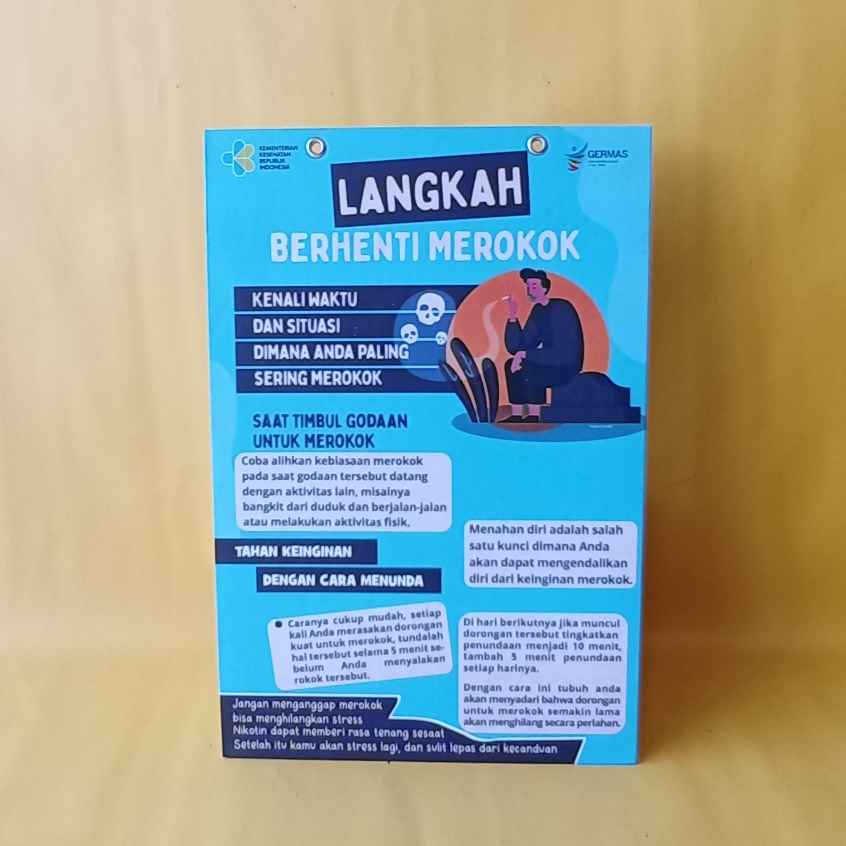 KEMENTERIAN
KESEHATAN
REPUBLIK
INDONESIA
GERMAS
LANGKAH
BERHENTI MEROKOK
KENALI WAKTU
DAN SITUASI
DIMANA ANDA PALING
SERING MEROKOK
SAAT TIMBUL GODAAN
UNTUK MEROKOK
Coba alihkan kebiasaan merokok
pada saat godaan tersebut datang
dengan aktivitas lain, misalnya
bangkit dari duduk dan berjalan-jalan
atau melakukan aktivitas fisik.
Menahan diri adalah salah
satu kunci dimana Anda
akan dapat mengendalikan
diri dari keinginan merokok.
TAHAN KEINGINAN
DENGAN CARA MENUNDA
Caranya cukup mudah, setiap
kali Anda merasakan dorongan
kuat untuk merokok, tundalah
hal tersebut selama 5 menit se-
belum Anda menyalakan
rokok tersebut.
Di hari berikutnya jika muncul
dorongan tersebut tingkatkan
penundaan menjadi 10 menit,
tambah 5 menit penundaan
setiap harinya.
Dengan cara ini tubuh anda
akan menyadari bahwa dorongan
untuk merokok semakin lama
akan menghilang secara perlahan.
Jangan menganggap merokok
bisa menghilangkan stress
Nikotin dapat memberi rasa tenang sesaat
Setelah itu kamu akan stress lagi, dan sulit lepas dari kecanduan